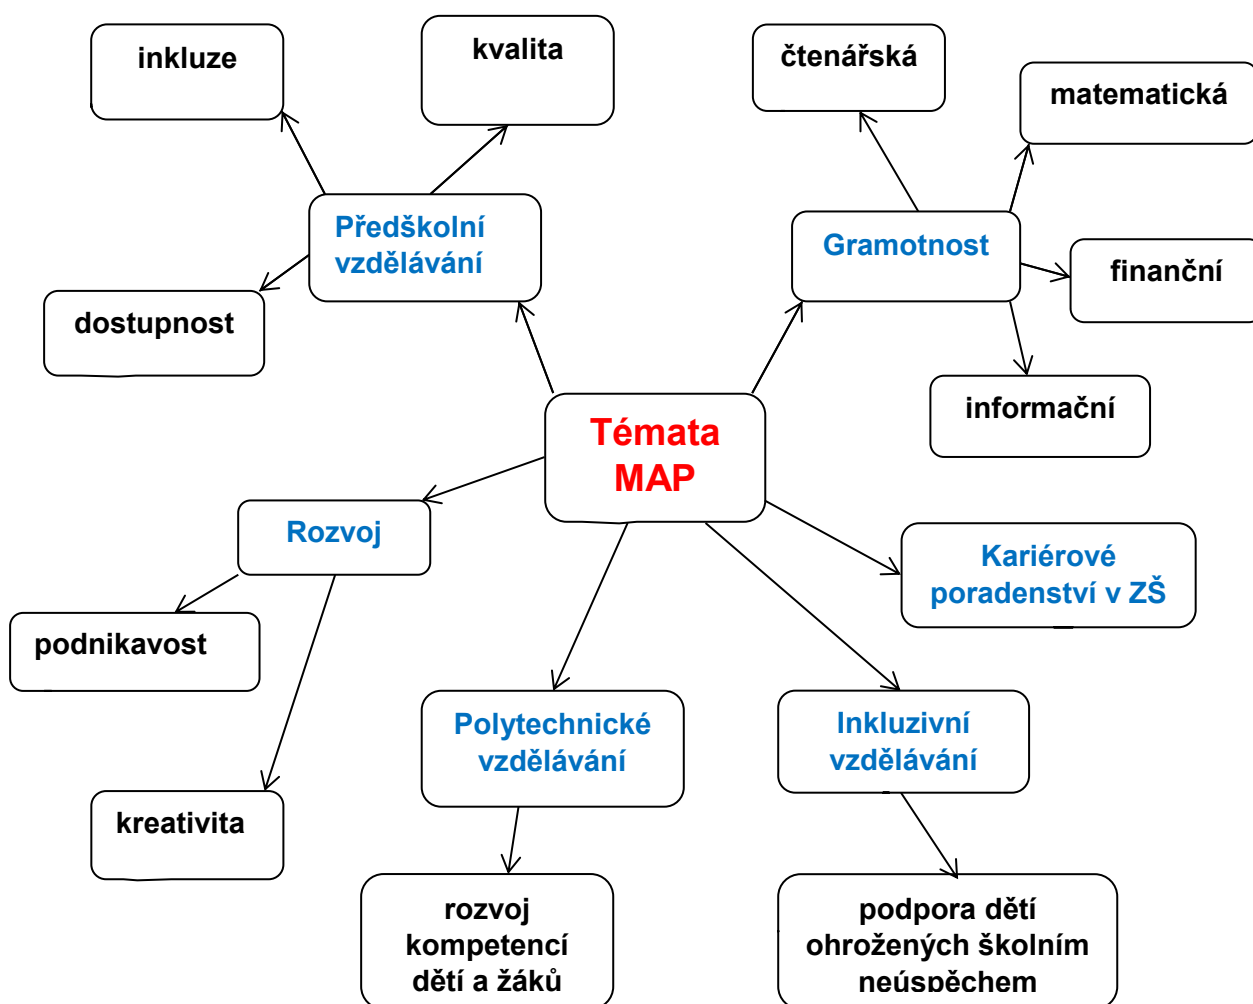 inkluze
kvalita
čtenářská
matematická
Předškolní
vzdělávání
Gramotnost
finanční
dostupnost
informační
Témata
MAP
Rozvoj
Kariérové
poradenství v ZŠ
podnikavost
Polytechnické
vzdělávání
Inkluzivní
vzdělávání
kreativita
rozvoj
kompetencí
dětí a žáků
podpora dětí
ohrožených školním
neúspěchem